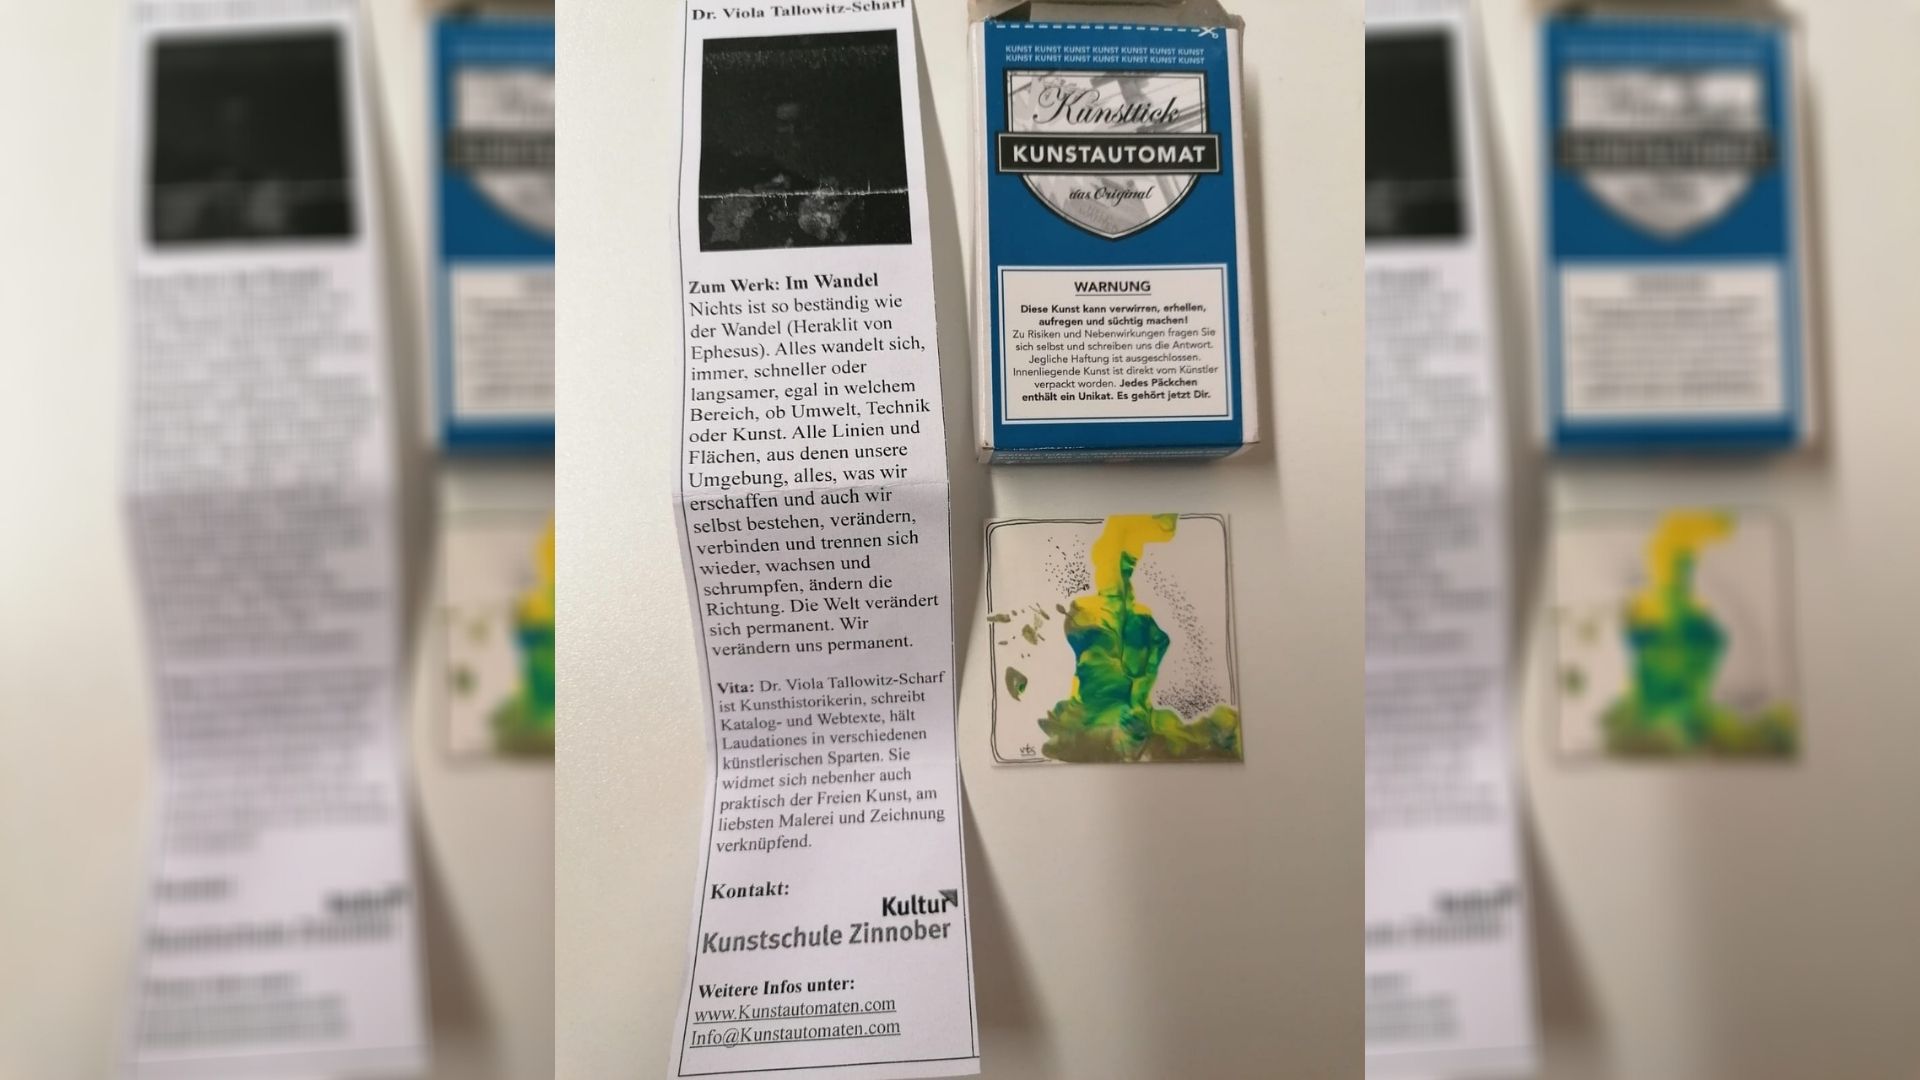 Dr. Viola Tallowitz-Scharf
Zum Werk: Im Wandel
Nichts ist so beständig wie
der Wandel (Heraklit von
Ephesus). Alles wandelt sich,
immer, schneller oder
langsamer, egal in welchem
Bereich, ob Umwelt, Technik
oder Kunst. Alle Linien und
Flächen, aus denen unsere
Umgebung, alles, was wir
erschaffen und auch wir
selbst bestehen, verändern,
verbinden und trennen sich
wieder, wachsen und
schrumpfen, ändern die
Richtung. Die Welt verändert
sich permanent. Wir
verändern uns permanent.
Vita: Dr. Viola Tallowitz-Scharf
ist Kunsthistorikerin, schreibt
Katalog- und Webtexte, hält
Laudationes in verschiedenen
künstlerischen Sparten. Sie
widmet sich nebenher auch
praktisch der Freien Kunst, am
liebsten Malerei und Zeichnung
verknüpfend.
Kontakt:
Kultur
Kunstschule Zinnober
Weitere Infos unter:
www.Kunstautomaten.com
Info@Kunstautomaten.com
KUNST KUNST KUNST KUNST KUNST KUNST KUNST
KUNST KUNST KUNST KUNST KUNST KUNST KUNST
Kunsttick
KUNSTAUTOMAT
das Original
WARNUNG
Diese Kunst kann verwirren, erhellen,
aufregen und süchtig machen!
Zu Risiken und Nebenwirkungen fragen Sie
sich selbst und schreiben uns die Antwort.
Jegliche Haftung ist ausgeschlossen.
Innenliegende Kunst ist direkt vom Künstler
verpackt worden. Jedes Päckchen
enthält ein Unikat. Es gehört jetzt Dir.
vts